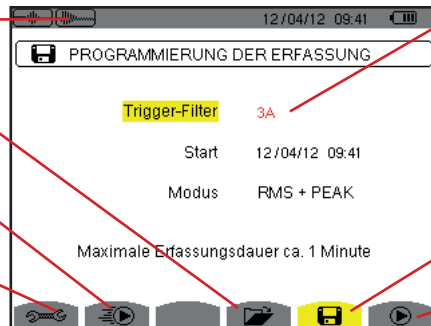 12/04/12 09:41
PROGRAMMIERUNG DER ERFASSUNG
Trigger-Filter 3A
Start 12/04/12 09:41
Modus RMS + PEAK
Maximale Erfassungsdauer ca. 1 Minute